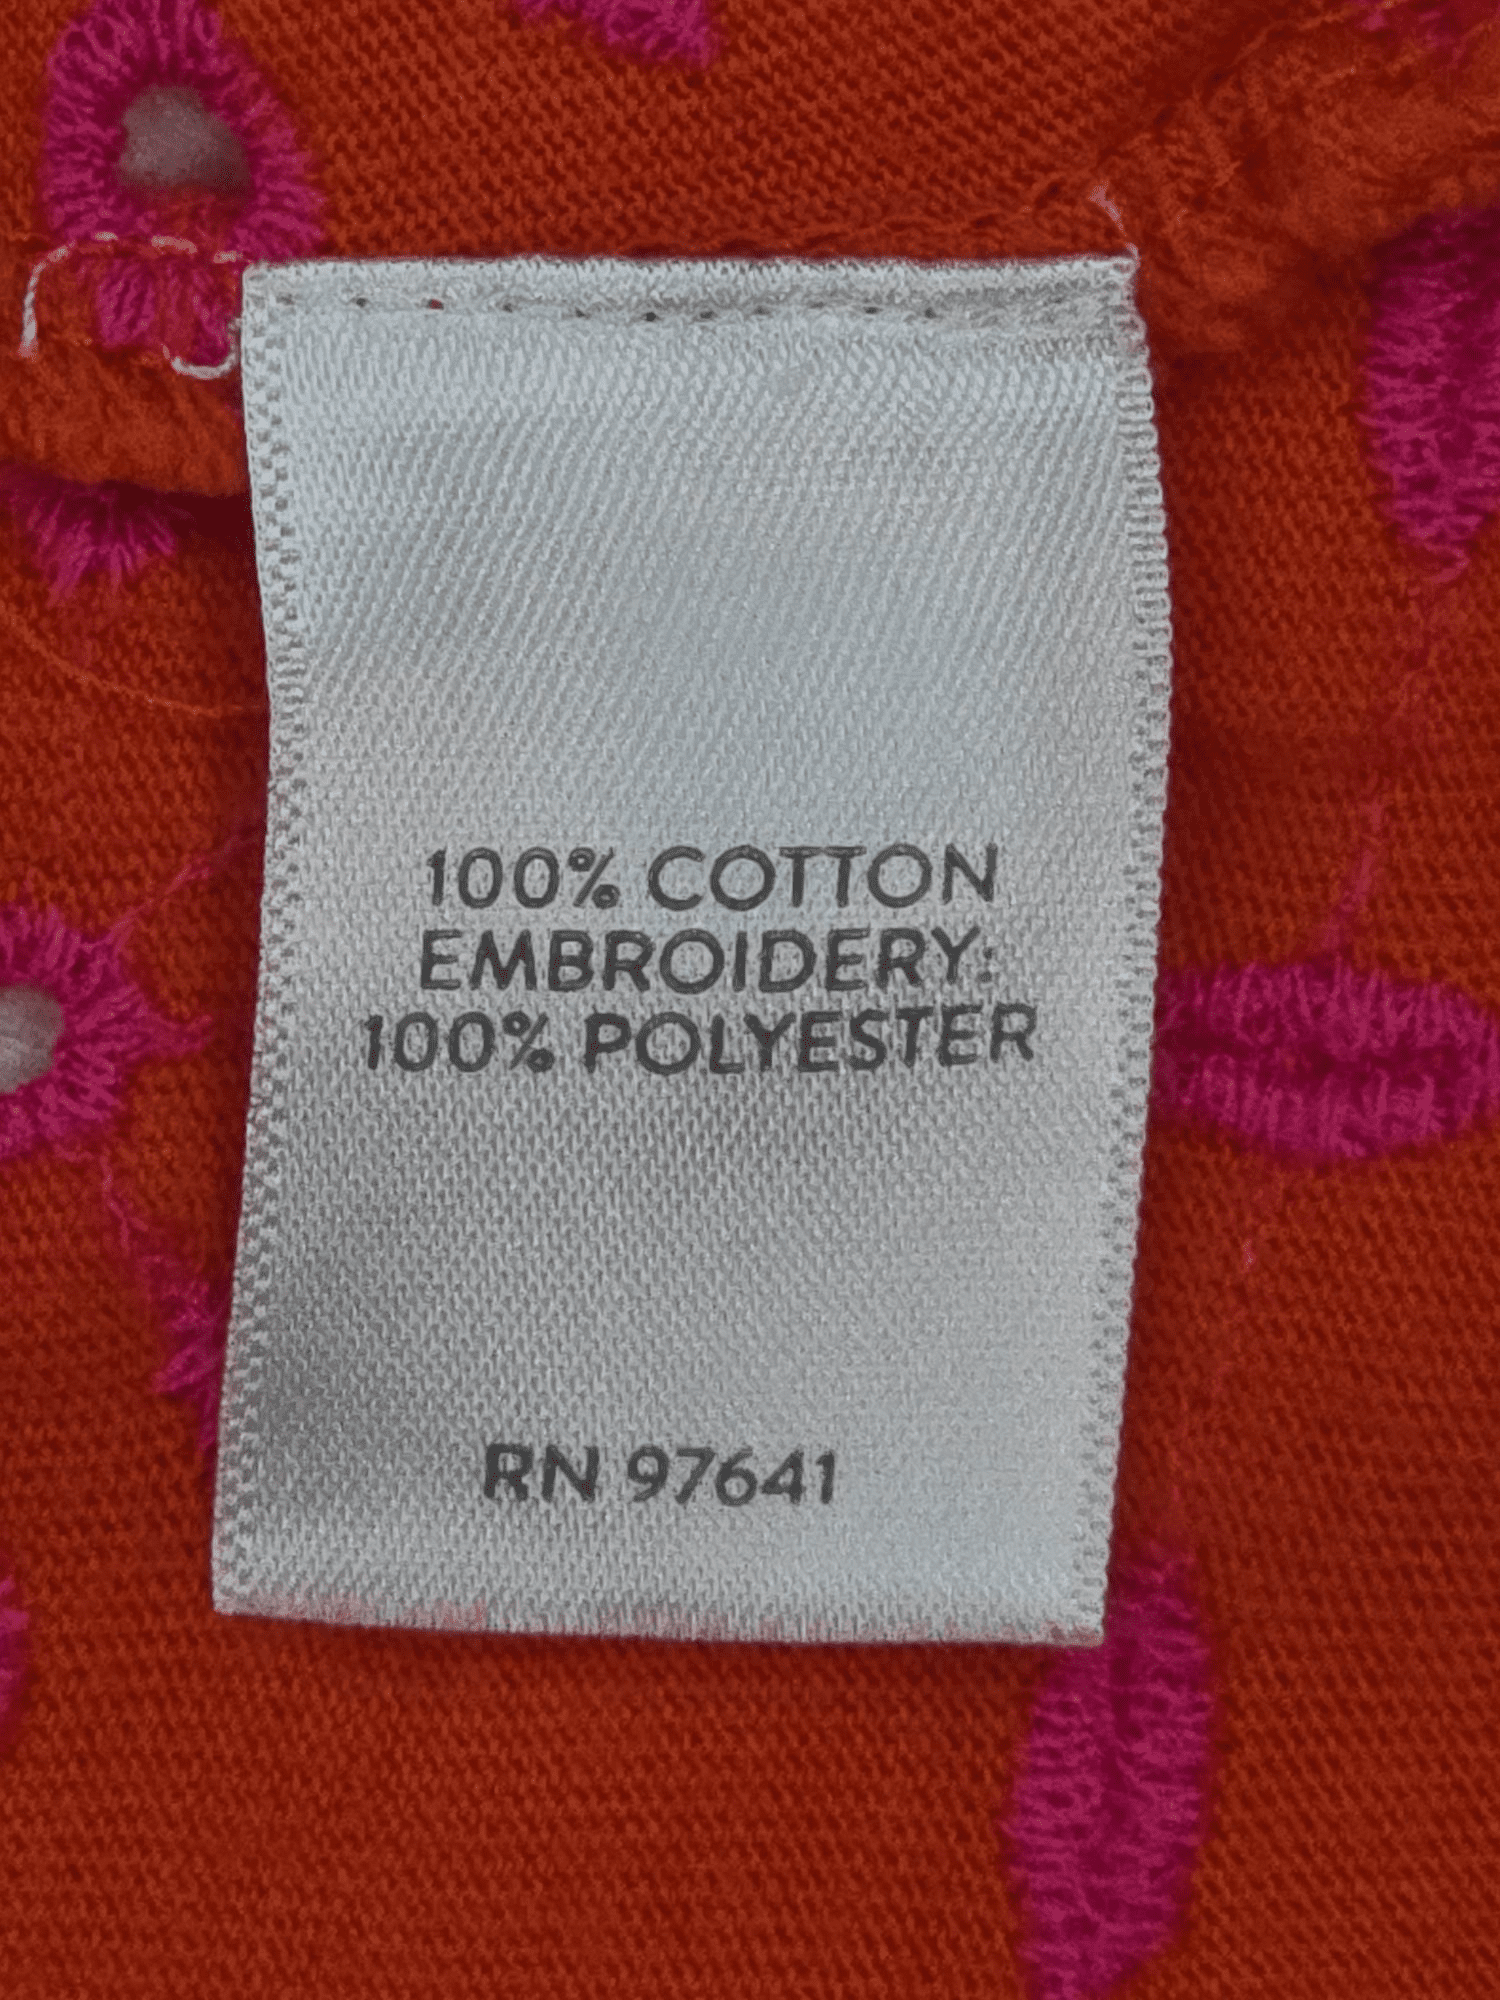 100% COTTON
EMBROIDERY:
100% POLYESTER
RN 97641